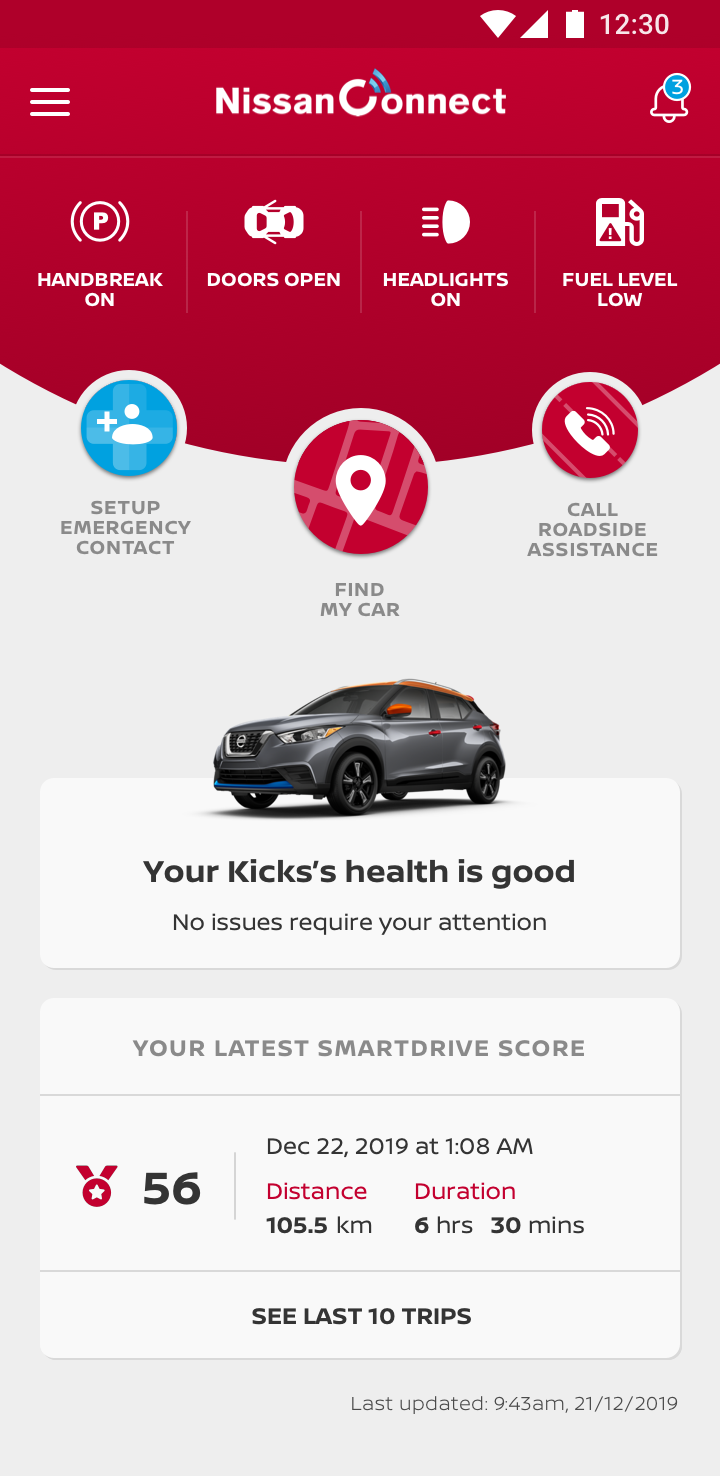 12:30
NissanConnect
3
P
HANDBREAK
ON
DOORS OPEN
HEADLIGHTS
ON
FUEL LEVEL
LOW
SETUP
EMERGENCY
CONTACT
FIND
MY CAR
CALL
ROADSIDE
ASSISTANCE
Your Kicks's health is good
No issues require your attention
YOUR LATEST SMARTDRIVE SCORE
56
Dec 22, 2019 at 1:08 AM
Distance Duration
105.5 km 6 hrs 30 mins
SEE LAST 10 TRIPS
Last updated: 9:43am, 21/12/2019